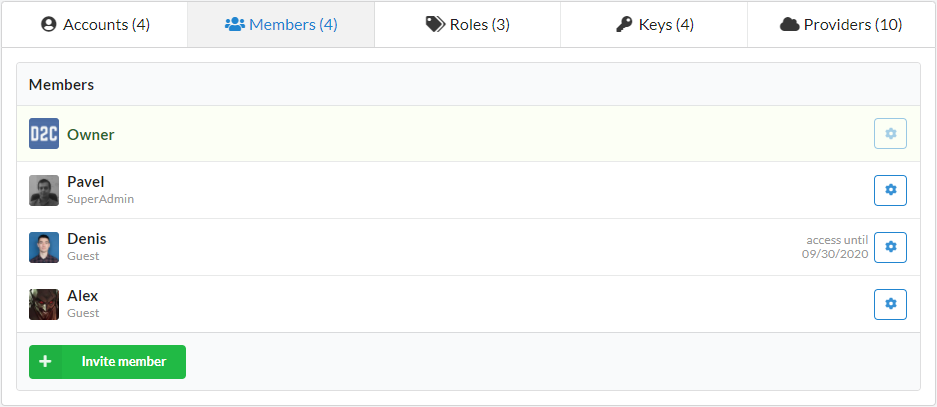 Accounts (4)
Members (4)
Roles (3)
Keys (4)
Providers (10)
Members
D2C
Owner
Pavel
SuperAdmin
Denis
Guest
access until
09/30/2020
Alex
Guest
+ Invite member